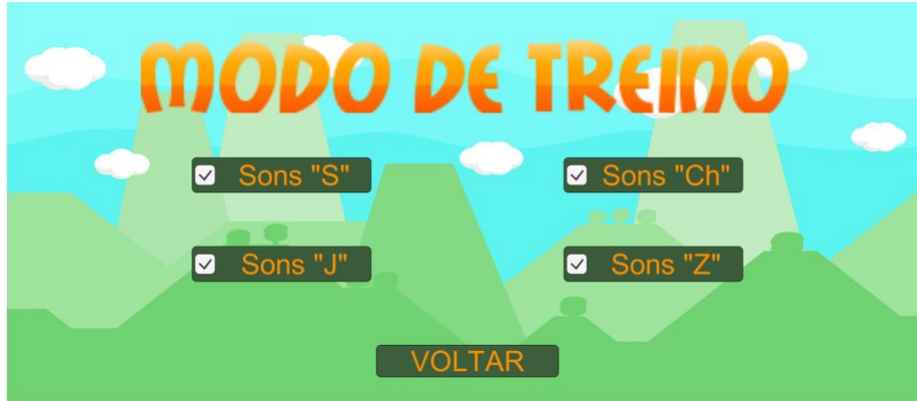 MODO DE TREINO
Sons "S"
Sons "Ch"
Sons "J"
Sons "Z"
VOLTAR